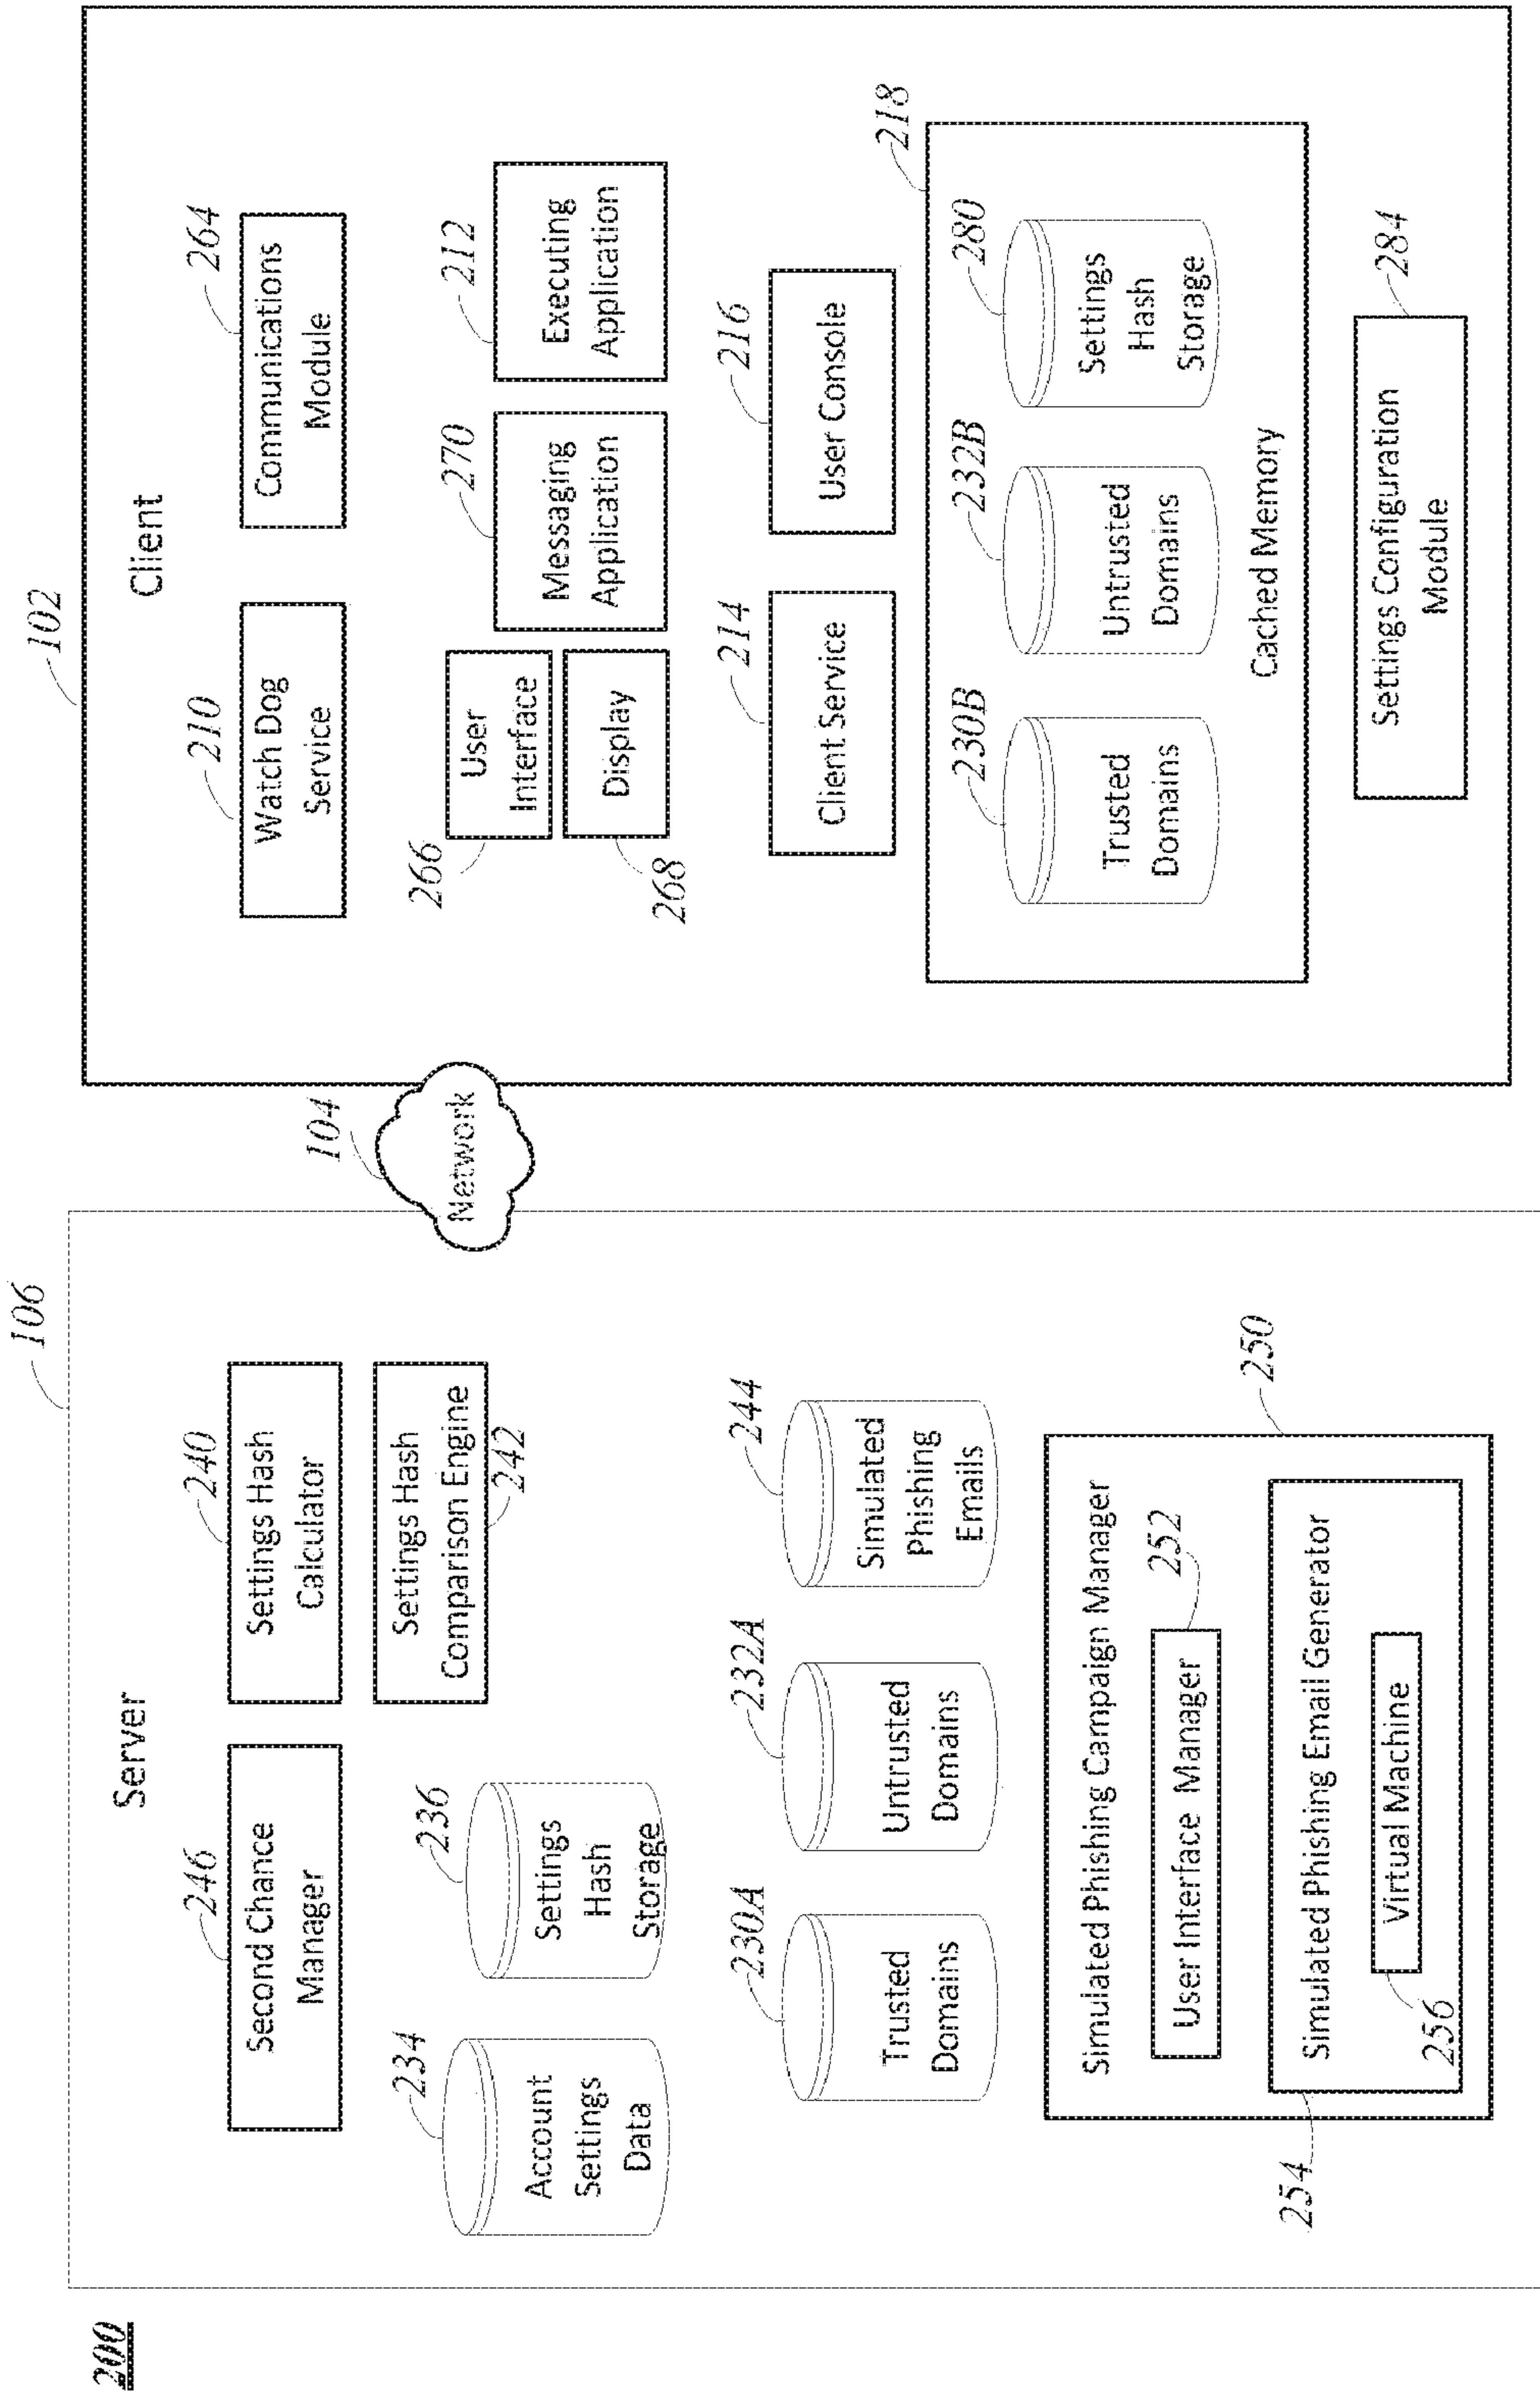 200
106
Server
246
Second Chance
Manager
240
Settings Hash
Calculator
Settings Hash
Comparison Engine
242
234
Account
Settings
Data
236
Settings
Hash
Storage
230A
Trusted
Domains
232A
Untrusted
Domains
244
Simulated
Phishing
Emails
250
Simulated Phishing Campaign Manager
252
User Interface Manager
254
Simulated Phishing Email Generator
Virtual Machine
256
104
Network
102
Client
210
Watch Dog
Service
264
Communications
Module
266
User
Interface
Display
268
270
Messaging
Application
212
Executing
Application
214
Client Service
216
User Console
218
230B
Trusted
Domains
232B
Untrusted
Domains
280
Settings
Hash
Storage
Cached Memory
284
Settings Configuration
Module